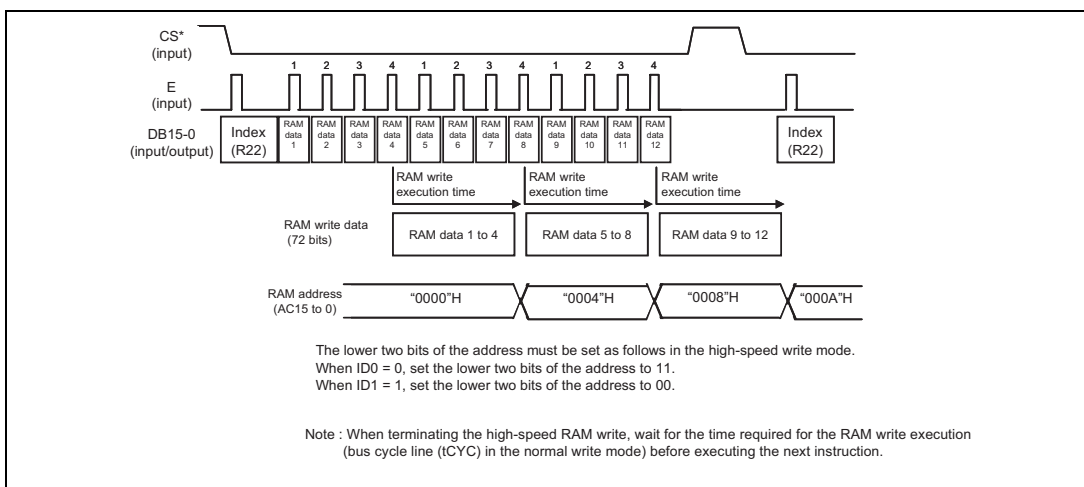 CS*
(input)
1 2 3 4 1 2 3 4 1 2 3 4
E
(input)
DB15-0
(input/output)
Index
(R22)
RAM
data
1
RAM
data
2
RAM
data
3
RAM
data
4
RAM
data
5
RAM
data
6
RAM
data
7
RAM
data
8
RAM
data
9
RAM
data
10
RAM
data
11
RAM
data
12
Index
(R22)
RAM write
execution time
RAM write
execution time
RAM write
execution time
RAM write data
(72 bits)
RAM data 1 to 4
RAM data 5 to 8
RAM data 9 to 12
RAM address
(AC15 to 0)
“0000”H
“0004”H
“0008”H
“000A”H
The lower two bits of the address must be set as follows in the high-speed write mode.
When ID0 = 0, set the lower two bits of the address to 11.
When ID1 = 1, set the lower two bits of the address to 00.
Note : When terminating the high-speed RAM write, wait for the time required for the RAM write execution
(bus cycle line (tCYC) in the normal write mode) before executing the next instruction.